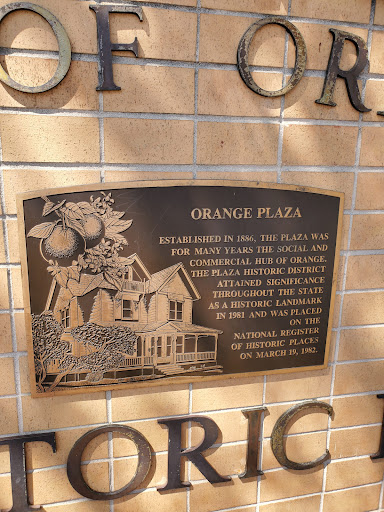 OF OR
ORANGE PLAZA
ESTABLISHED IN 1886, THE PLAZA WAS
FOR MANY YEARS THE SOCIAL AND
COMMERCIAL HUB OF ORANGE.
THE PLAZA HISTORIC DISTRICT
ATTAINED SIGNIFICANCE
THROUGHOUT THE STATE
AS A HISTORIC LANDMARK
IN 1981 AND WAS PLACED
ON THE
NATIONAL REGISTER
OF HISTORIC PLACES
ON MARCH 19, 1982.
TORIC